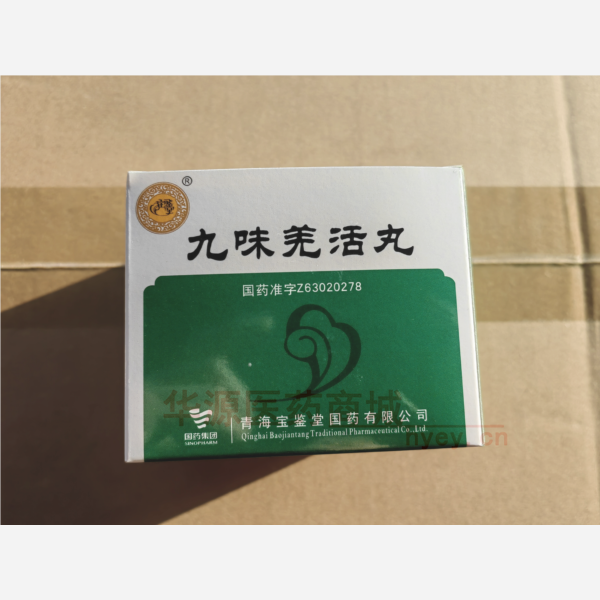 ®
九味羌活丸
国药准字Z63020278
华源医药商城
国药集团
SINOPHARM
青海宝鉴堂国药有限公司
Qinghai Baojiantang Traditional Pharmaceutical Co., Ltd.